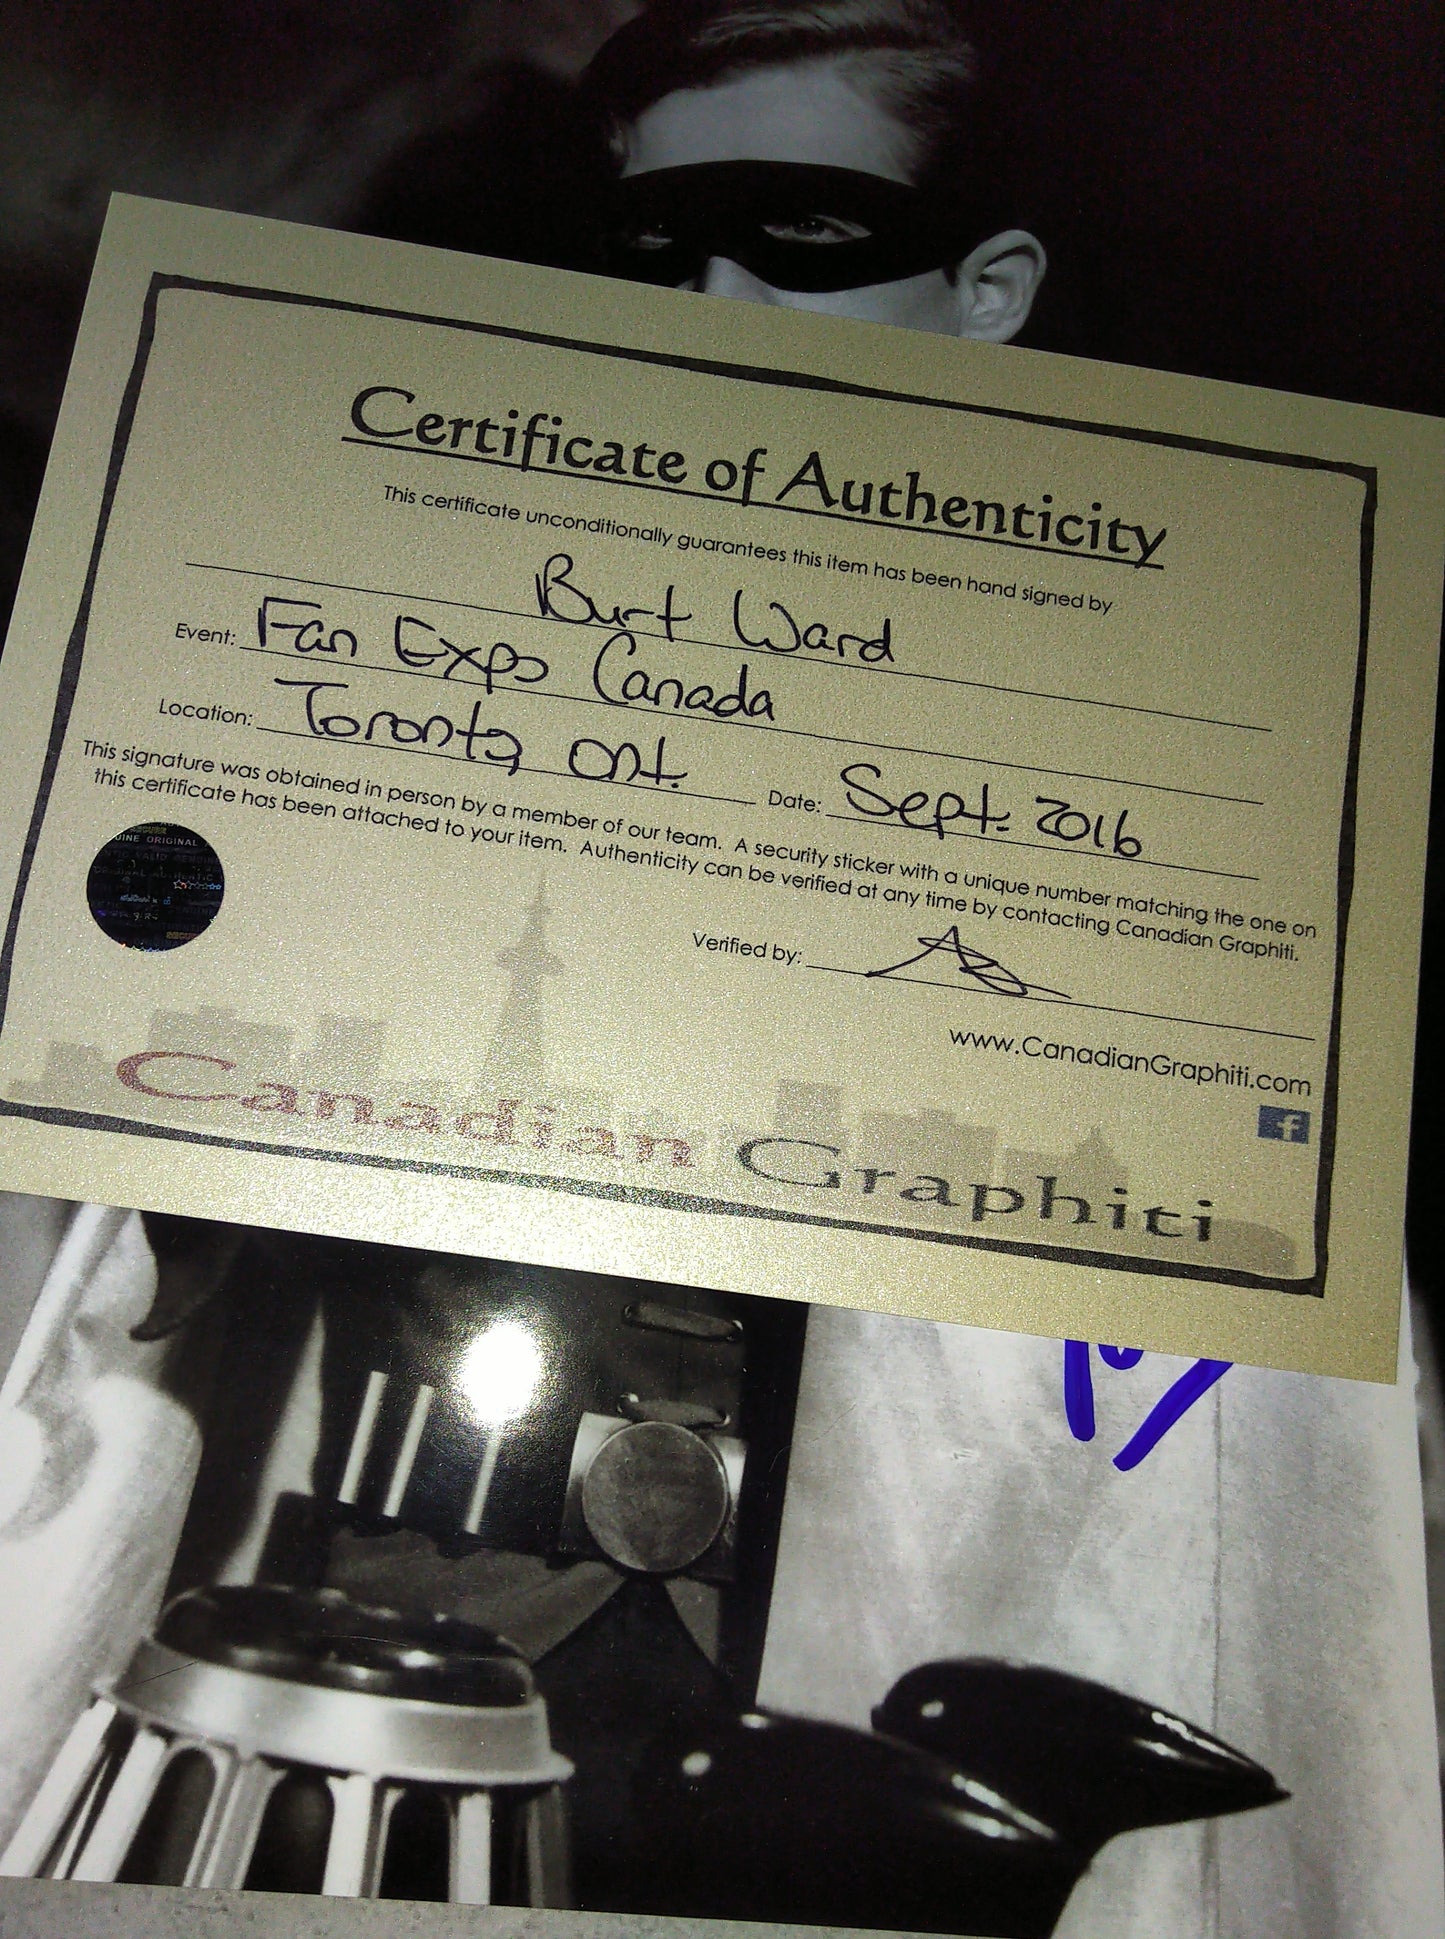 Certificate of Authenticity
This certificate unconditionally guarantees this item has been hand signed by
Burt Ward
Event: Fan Expo Canada
Location: Toronto, Ont. Date: Sept. 2016
This signature was obtained in person by a member of our team. A security sticker with a unique number matching the one on
this certificate has been attached to your item. Authenticity can be verified at any time by contacting Canadian Graphiti.
ORIGINAL
Verified by:
www.CanadianGraphiti.com
f
Canadian Graphiti